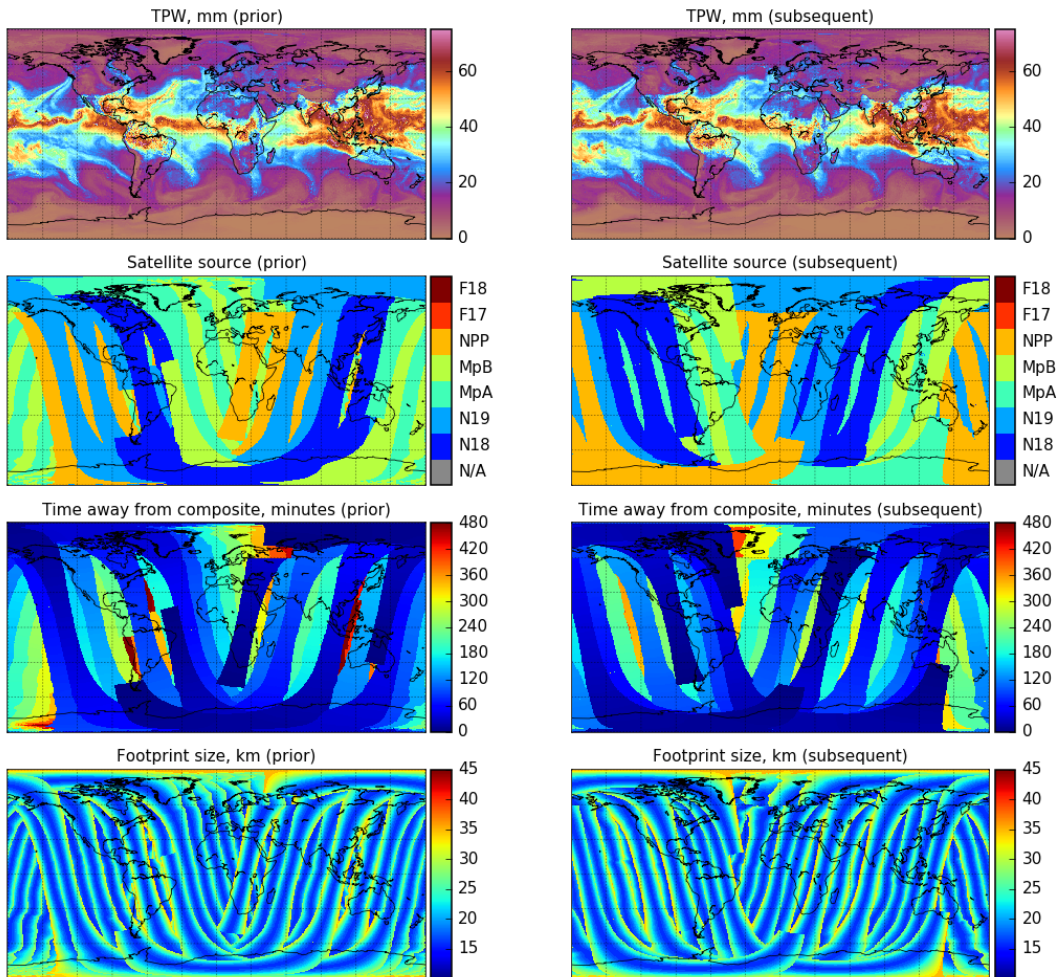 TPW, mm (prior)
60
40
20
0
TPW, mm (subsequent)
60
40
20
0
Satellite source (prior)
F18
F17
NPP
MpB
MpA
N19
N18
N/A
Satellite source (subsequent)
F18
F17
NPP
MpB
MpA
N19
N18
N/A
Time away from composite, minutes (prior)
480
420
360
300
240
180
120
60
0
Time away from composite, minutes (subsequent)
480
420
360
300
240
180
120
60
0
Footprint size, km (prior)
45
40
35
30
25
20
15
Footprint size, km (subsequent)
45
40
35
30
25
20
15